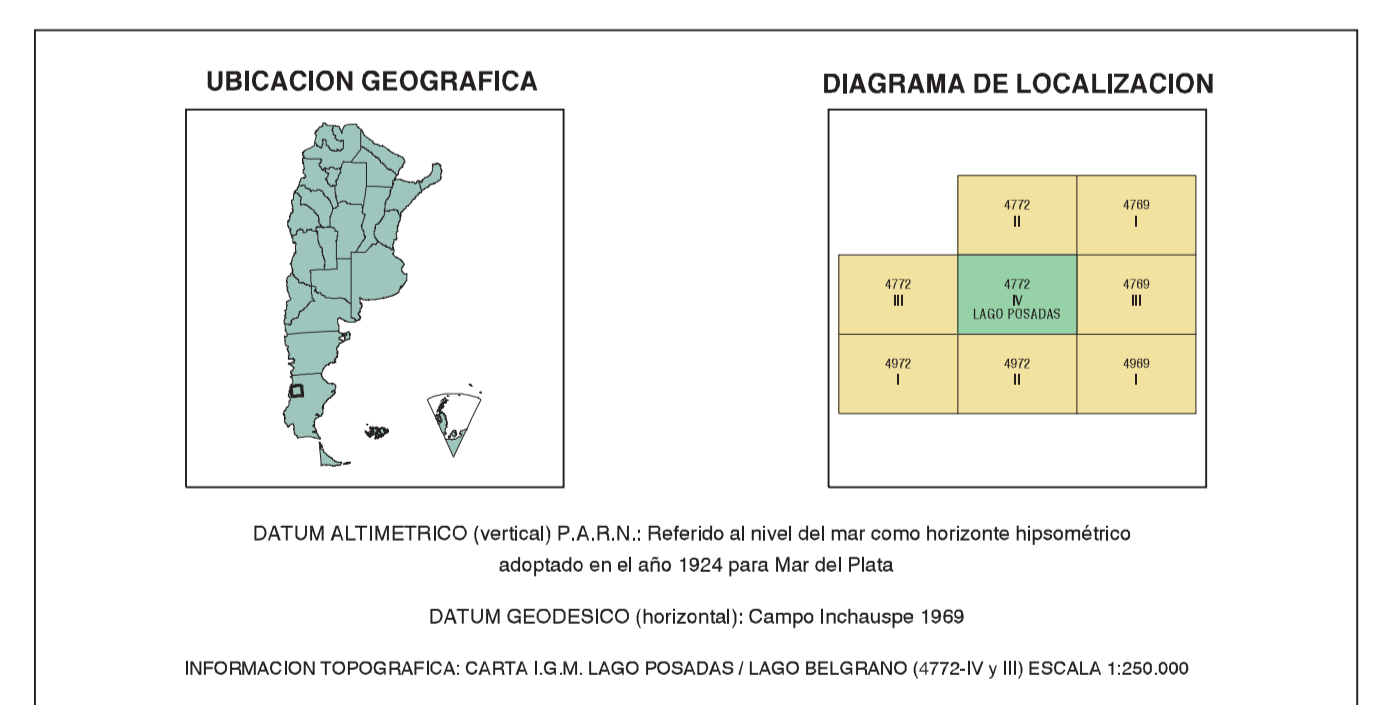 UBICACION GEOGRAFICA
DIAGRAMA DE LOCALIZACION
4772
II
4769
I
4772
III
4772
IV
LAGO POSADAS
4769
III
4972
I
4972
II
4969
I
DATUM ALTIMETRICO (vertical) P.A.R.N.: Referido al nivel del mar como horizonte hipsométrico
adoptado en el año 1924 para Mar del Plata
DATUM GEODESICO (horizontal): Campo Inchauspe 1969
INFORMACION TOPOGRAFICA: CARTA I.G.M. LAGO POSADAS / LAGO BELGRANO (4772-IV y III) ESCALA 1:250.000